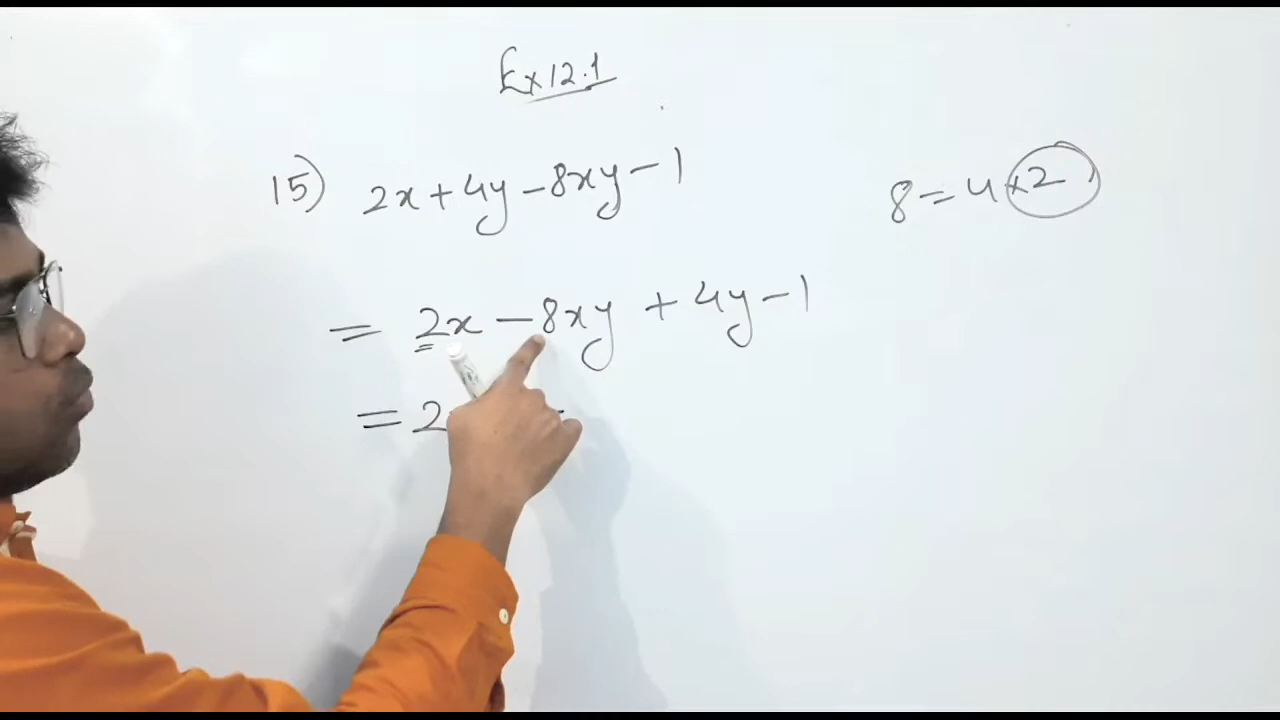 Ex 12.1
15) 2x + 4y - 8xy - 1
8 = 4 × 2
= 2x - 8xy + 4y - 1
= 2